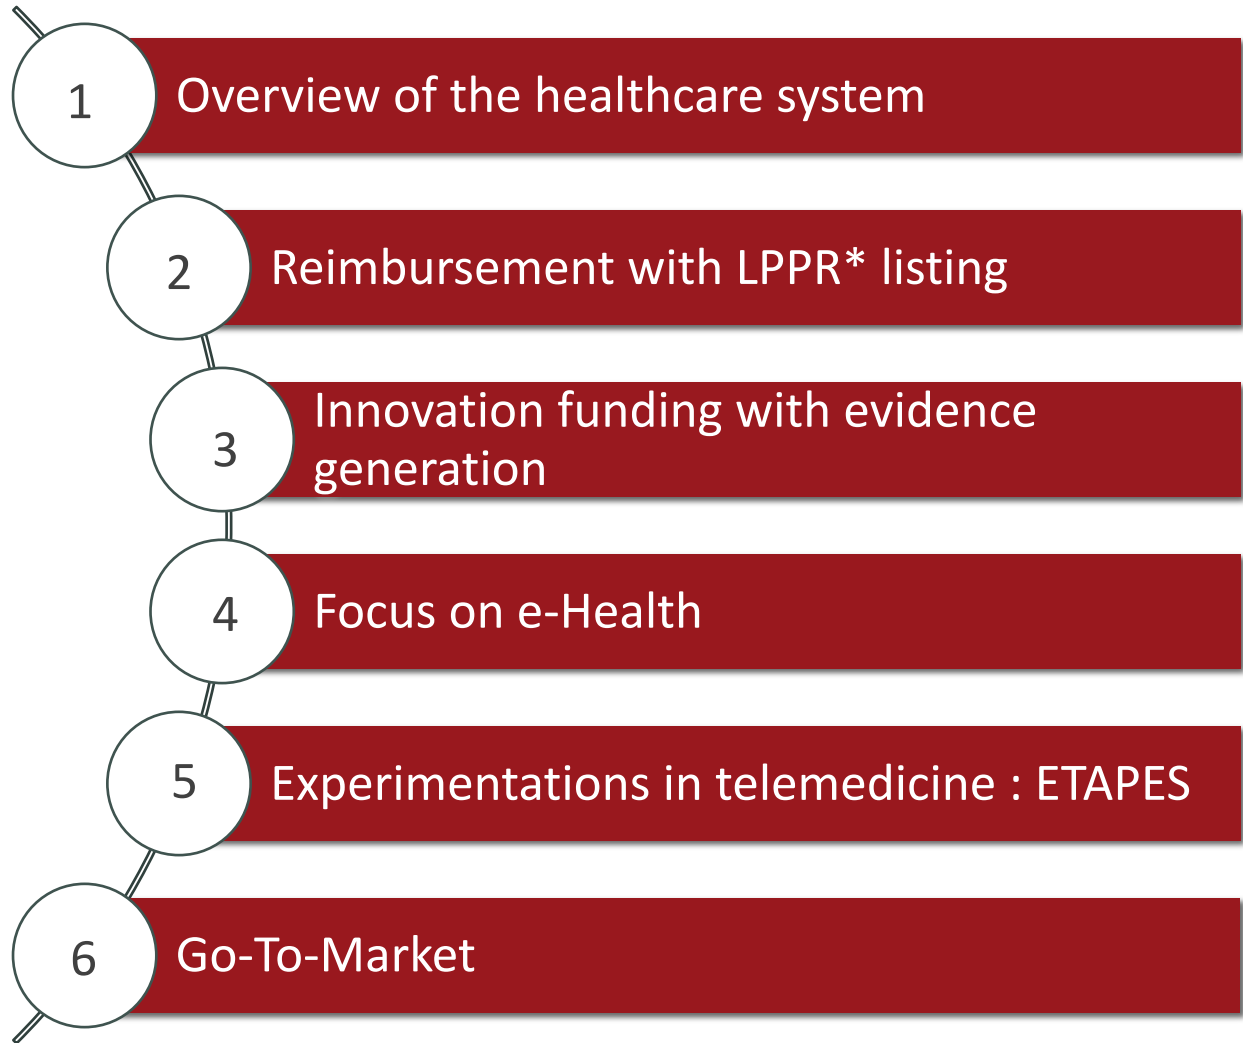 1
Overview of the healthcare system
2
Reimbursement with LPPR* listing
3
Innovation funding with evidence
generation
4
Focus on e-Health
5
Experimentations in telemedicine : ETAPES
6
Go-To-Market